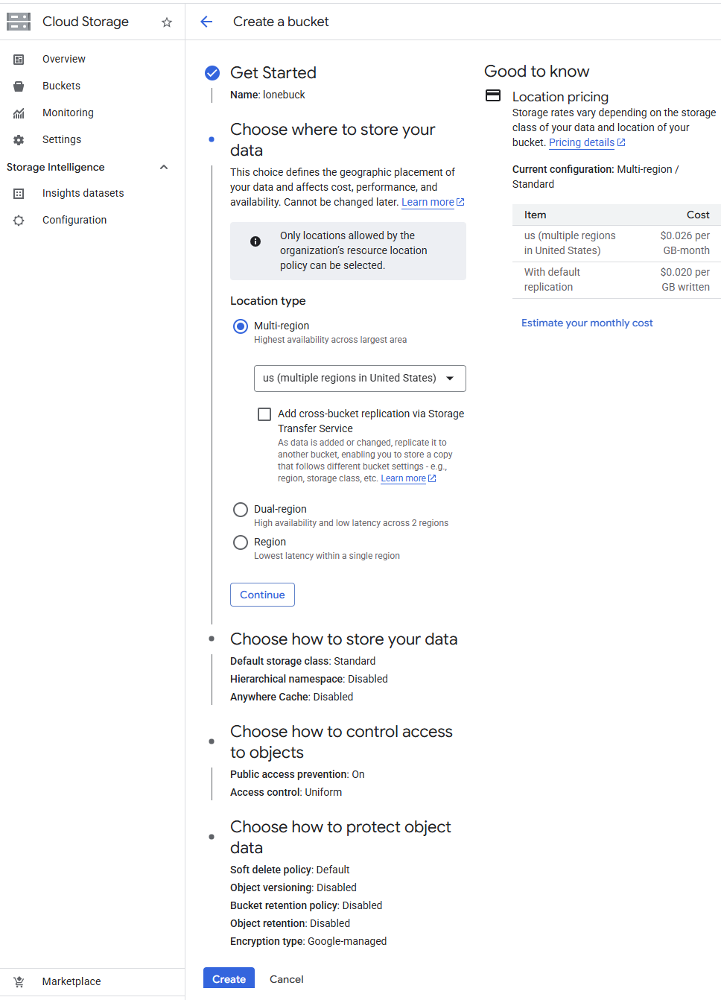 Cloud Storage
Create a bucket
Overview
Buckets
Monitoring
Settings
Storage Intelligence
Insights datasets
Configuration
Marketplace
Get Started
Name: lonebuck
Choose where to store your
data
This choice defines the geographic placement of
your data and affects cost, performance, and
availability. Cannot be changed later. Learn more
Only locations allowed by the
organization's resource location
policy can be selected.
Location type
Multi-region
Highest availability across largest area
us (multiple regions in United States)
Add cross-bucket replication via Storage
Transfer Service
As data is added or changed, replicate it to
another bucket, enabling you to store a copy
that follows different bucket settings - e.g.,
region, storage class, etc. Learn more
Dual-region
High availability and low latency across 2 regions
Region
Lowest latency within a single region
Continue
Choose how to store your data
Default storage class: Standard
Hierarchical namespace: Disabled
Anywhere Cache: Disabled
Choose how to control access
to objects
Public access prevention: On
Access control: Uniform
Choose how to protect object
data
Soft delete policy: Default
Object versioning: Disabled
Bucket retention policy: Disabled
Object retention: Disabled
Encryption type: Google-managed
Create Cancel
Good to know
Location pricing
Storage rates vary depending on the storage
class of your data and location of your
bucket. Pricing details
Current configuration: Multi-region /
Standard
Item Cost
us (multiple regions $0.026 per
in United States) GB-month
With default $0.020 per
replication GB written
Estimate your monthly cost